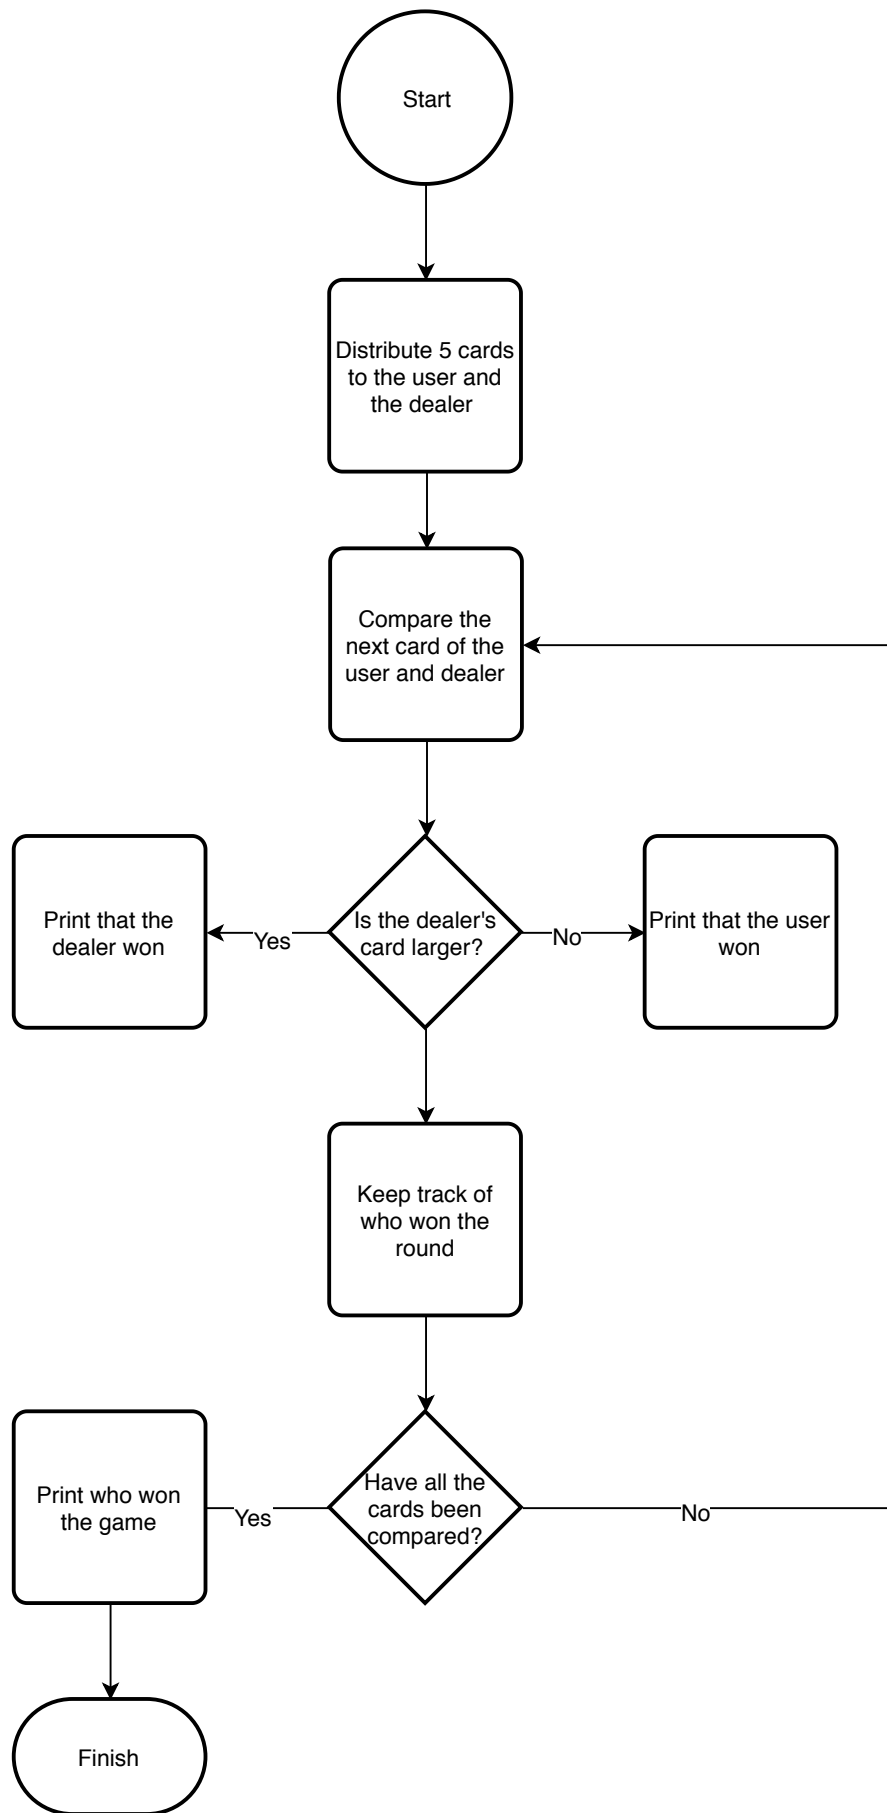 Start
Distribute 5 cards
to the user and
the dealer
Compare the
next card of the
user and dealer
Print that the
dealer won
Yes
Is the dealer's
card larger?
No
Print that the user
won
Keep track of
who won the
round
Print who won
the game
Yes
Have all the
cards been
compared?
No
Finish